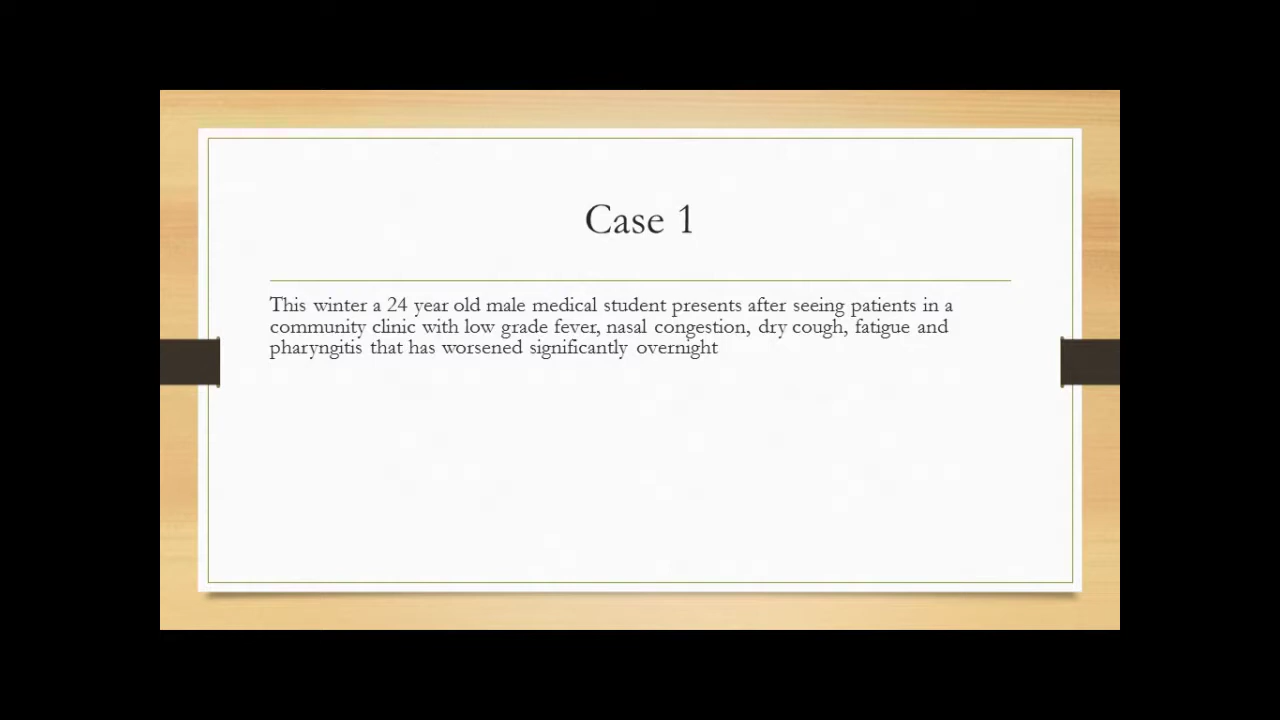 Case 1
This winter a 24 year old male medical student presents after seeing patients in a
community clinic with low grade fever, nasal congestion, dry cough, fatigue and
pharyngitis that has worsened significantly overnight